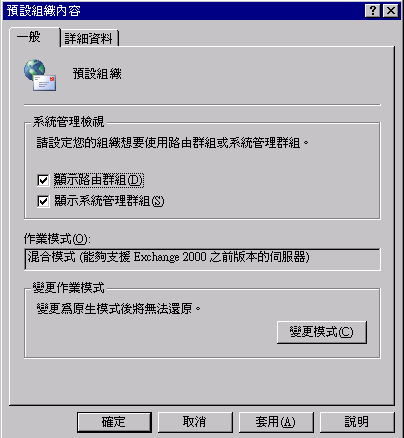 預設組織內容
一般
詳細資料
預設組織
系統管理檢視
請設定您的組織想要使用路由群組或系統管理群組。
顯示路由群組(D)
顯示系統管理群組(S)
作業模式(O):
混合模式 (能夠支援 Exchange 2000 之前版本的伺服器)
變更作業模式
變更為原生模式後將無法還原。
變更模式(C)
確定
取消
套用(A)
說明